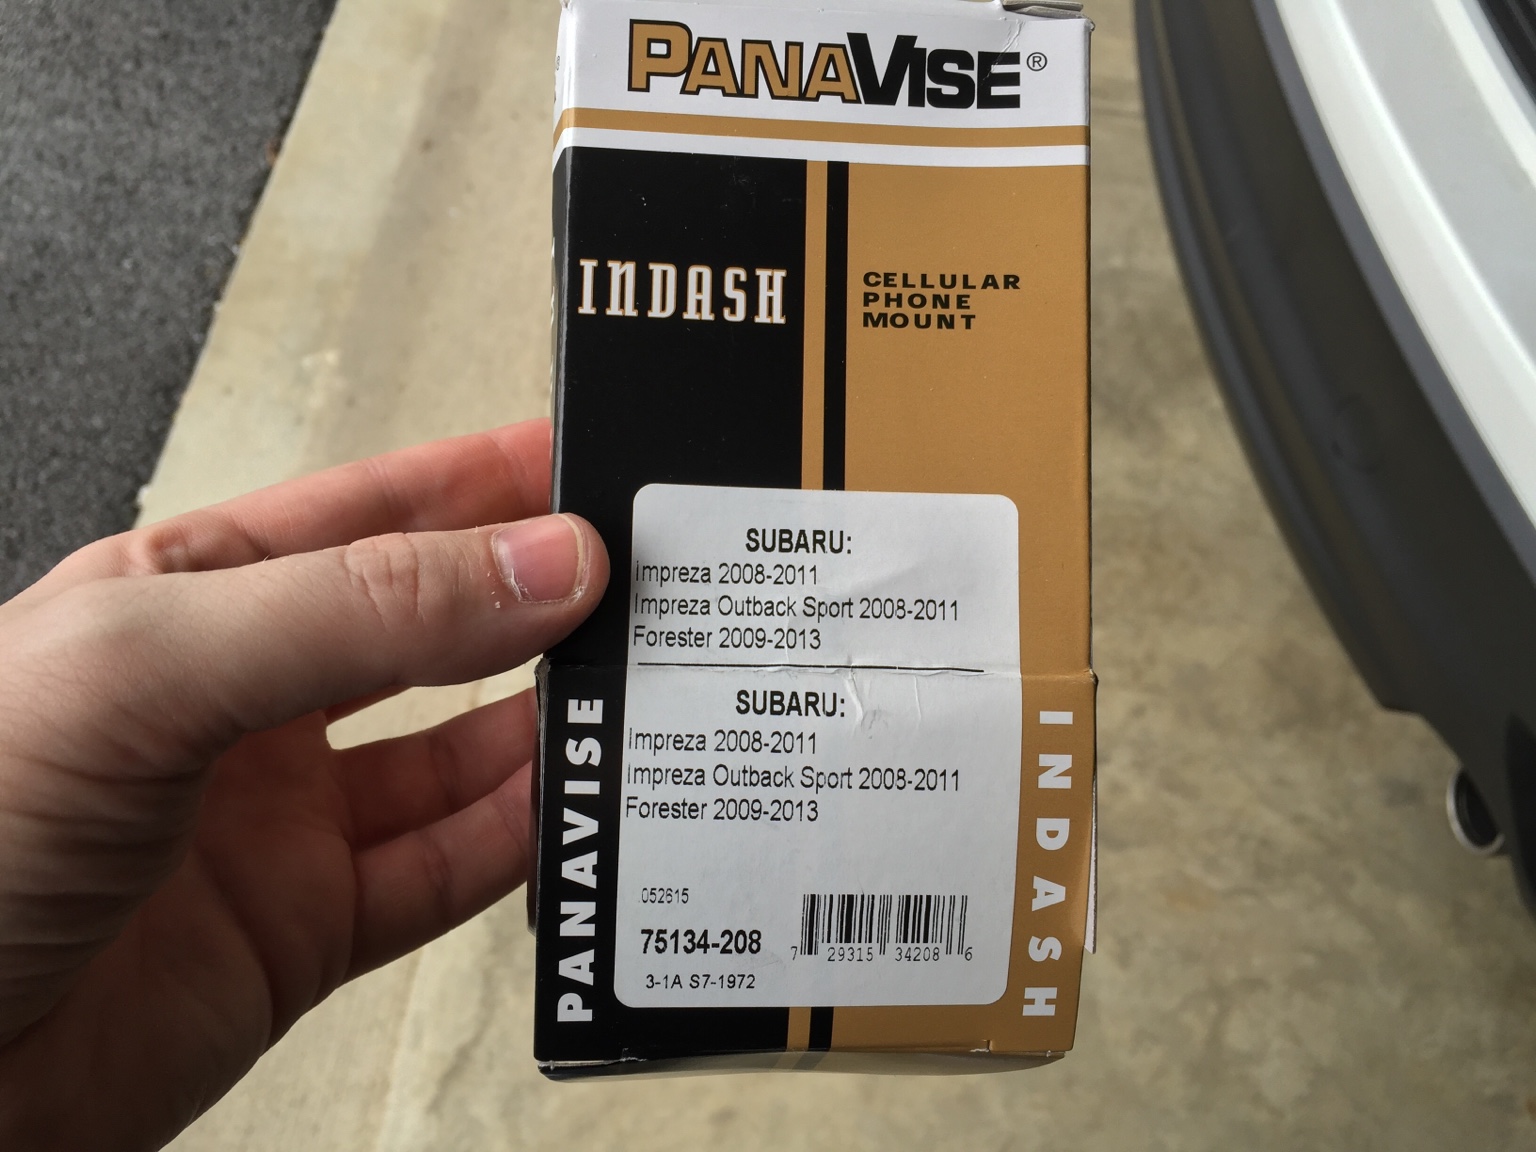 PANAVISE®
INDASH
CELLULAR
PHONE
MOUNT
SUBARU:
Impreza 2008-2011
Impreza Outback Sport 2008-2011
Forester 2009-2013
SUBARU:
Impreza 2008-2011
Impreza Outback Sport 2008-2011
Forester 2009-2013
052615
75134-208
3-1A S7-1972
7 29315 34208 6
PANAVISE
INDASH